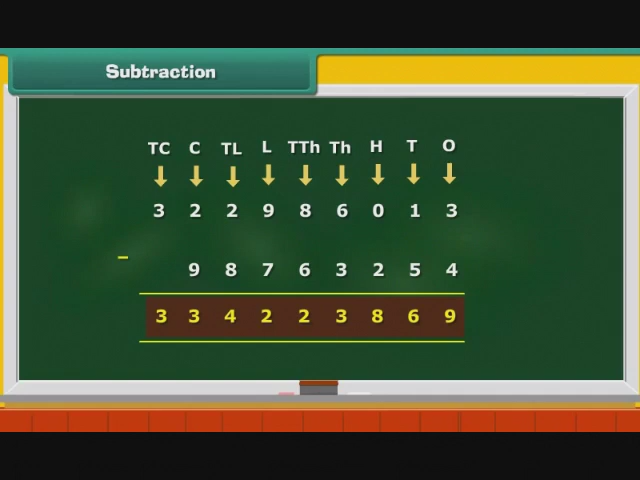 Subtraction
TC C TL L TTh Th H T O
3 2 2 9 8 6 0 1 3
–
9 8 7 6 3 2 5 4
3 3 4 2 2 3 8 6 9